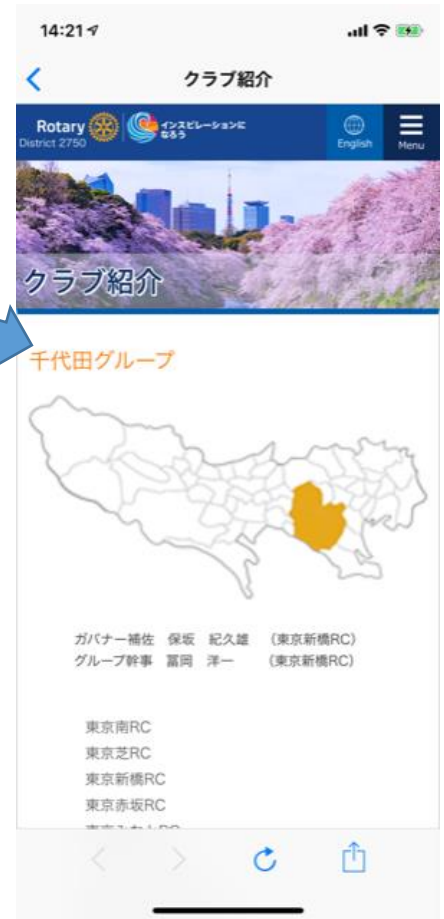 14:21
クラブ紹介
Rotary
District 2750
インスピレーションに
なろう
English
Menu
クラブ紹介
千代田グループ
ガバナー補佐 保坂 紀久雄 （東京新橋RC）
グループ幹事 冨岡 洋一 （東京新橋RC）
東京南RC
東京芝RC
東京新橋RC
東京赤坂RC